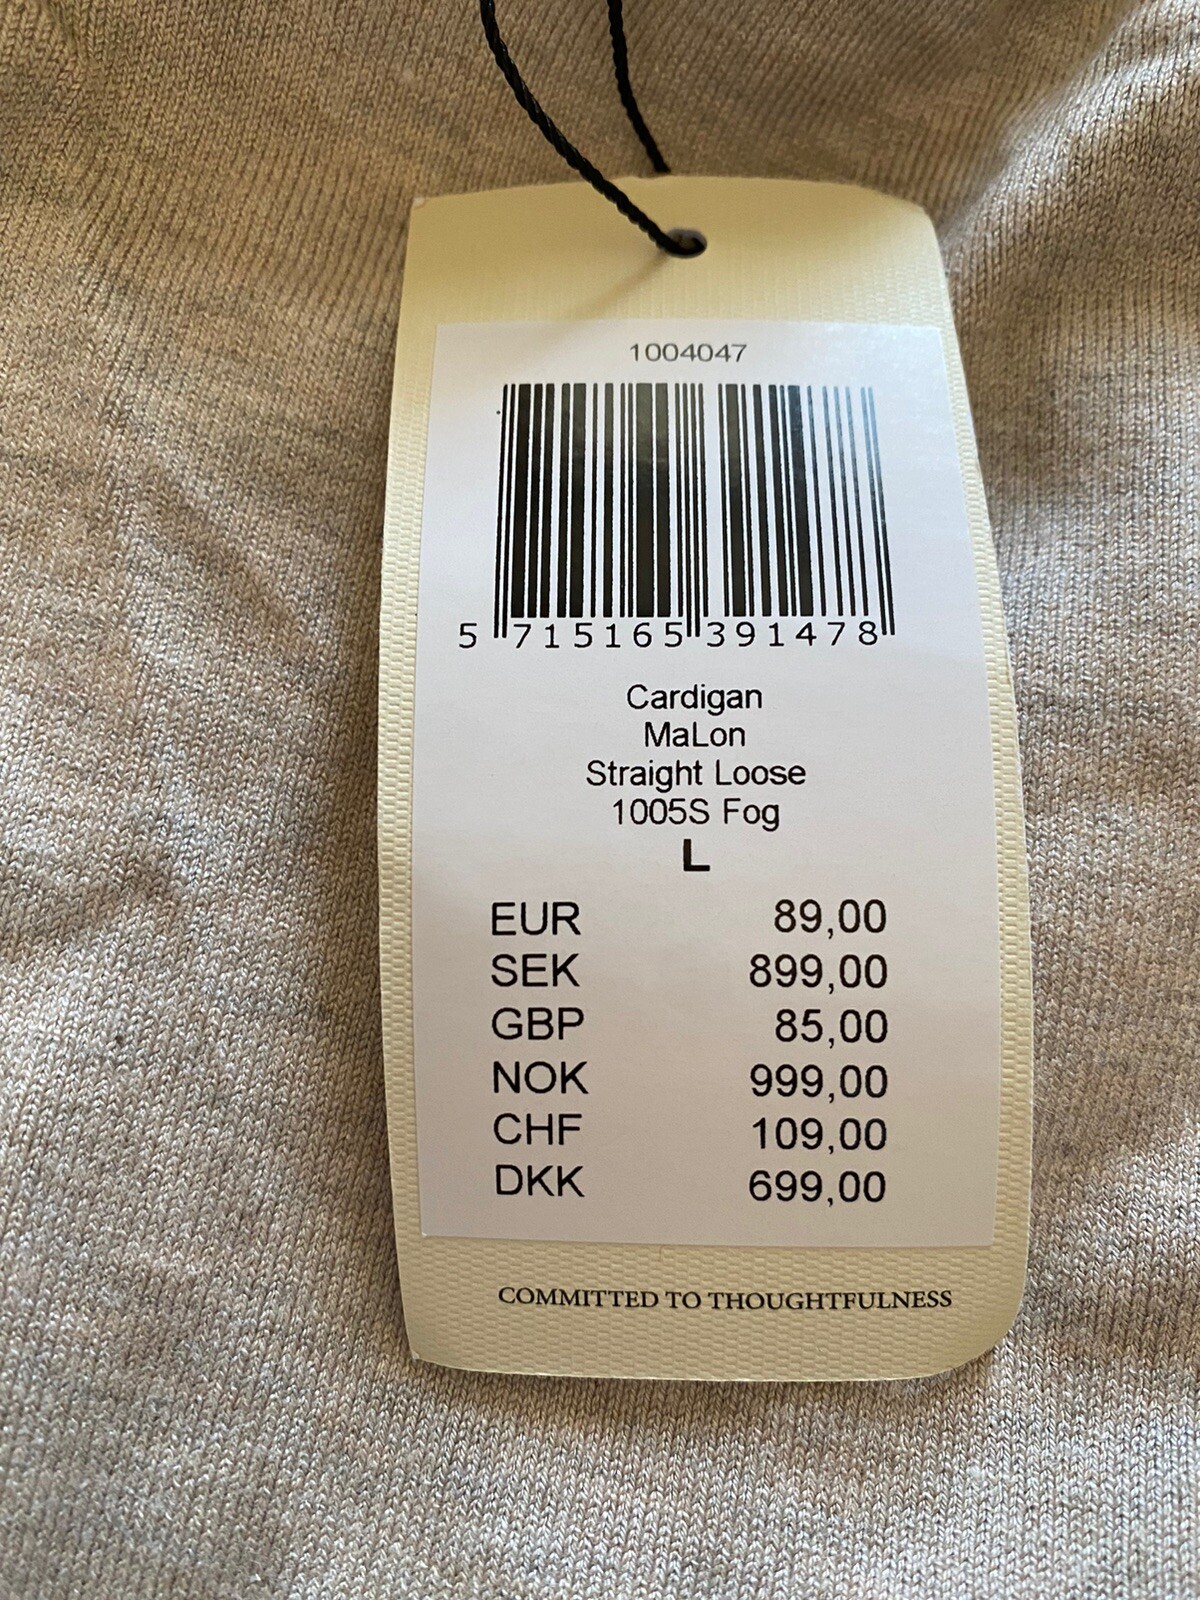 1004047
5 715165 391478
Cardigan
MaLon
Straight Loose
1005S Fog
L
EUR 89,00
SEK 899,00
GBP 85,00
NOK 999,00
CHF 109,00
DKK 699,00
COMMITTED TO THOUGHTFULNESS